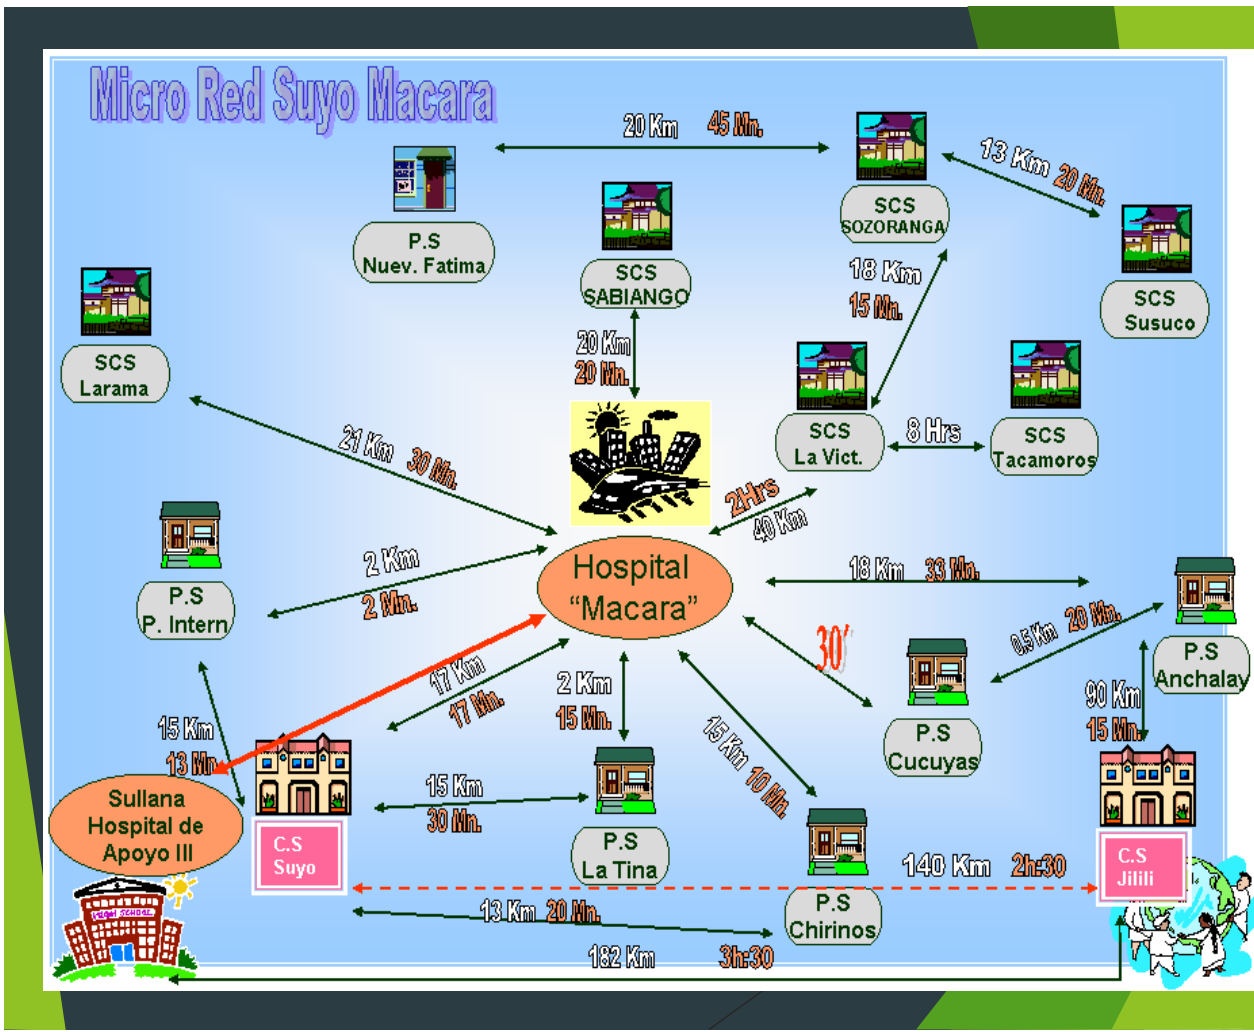 Micro Red Suyo Macara
20 Km 45 Mn.
13 Km 20 Mn.
P.S
Nuev. Fatima
SCS
SABIANGO
SCS
SOZORANGA
SCS
Susuco
18 Km
15 Mn.
SCS
Larama
20 Km
20 Mn.
21 Km 30 Mn.
SCS
La Vict.
8 Hrs
SCS
Tacamoros
2Hrs
40 Km
P.S
P. Intern
2 Km
2 Mn.
Hospital
“Macara”
18 Km 33 Mn.
0.5 Km 20 Mn.
P.S
Anchalay
30'
P.S
Cucuyas
90 Km
15 Mn.
17 Km
17 Mn.
2 Km
15 Mn.
15 Km 10 Mn.
15 Km
13 Mn
Sullana
Hospital de
Apoyo III
C.S
Suyo
15 Km
30 Mn.
P.S
La Tina
P.S
Chirinos
140 Km 2h:30
C.S
Jilili
13 Km 20 Mn.
182 Km 3h:30